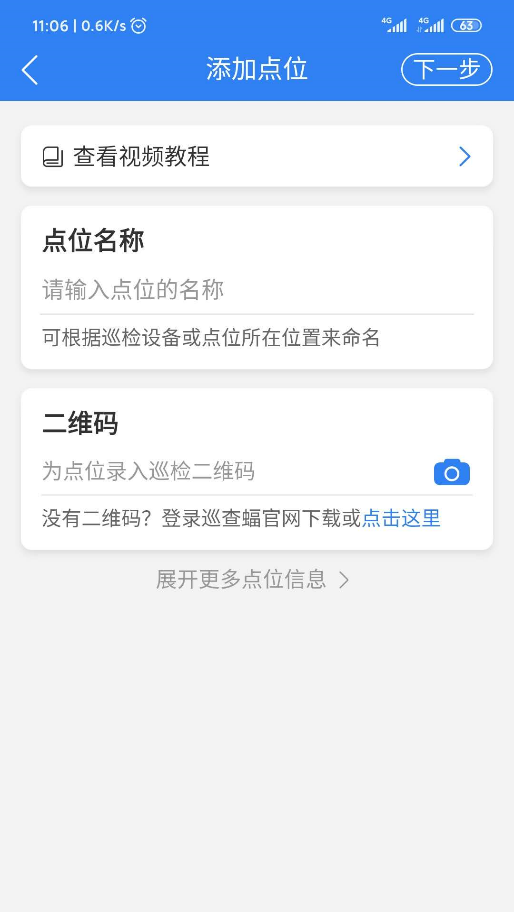 11:06 | 0.6K/s 4G 4G 63
添加点位 下一步
查看视频教程
点位名称
请输入点位的名称
可根据巡检设备或点位所在位置来命名
二维码
为点位录入巡检二维码
没有二维码？登录巡查蝠官网下载或点击这里
展开更多点位信息